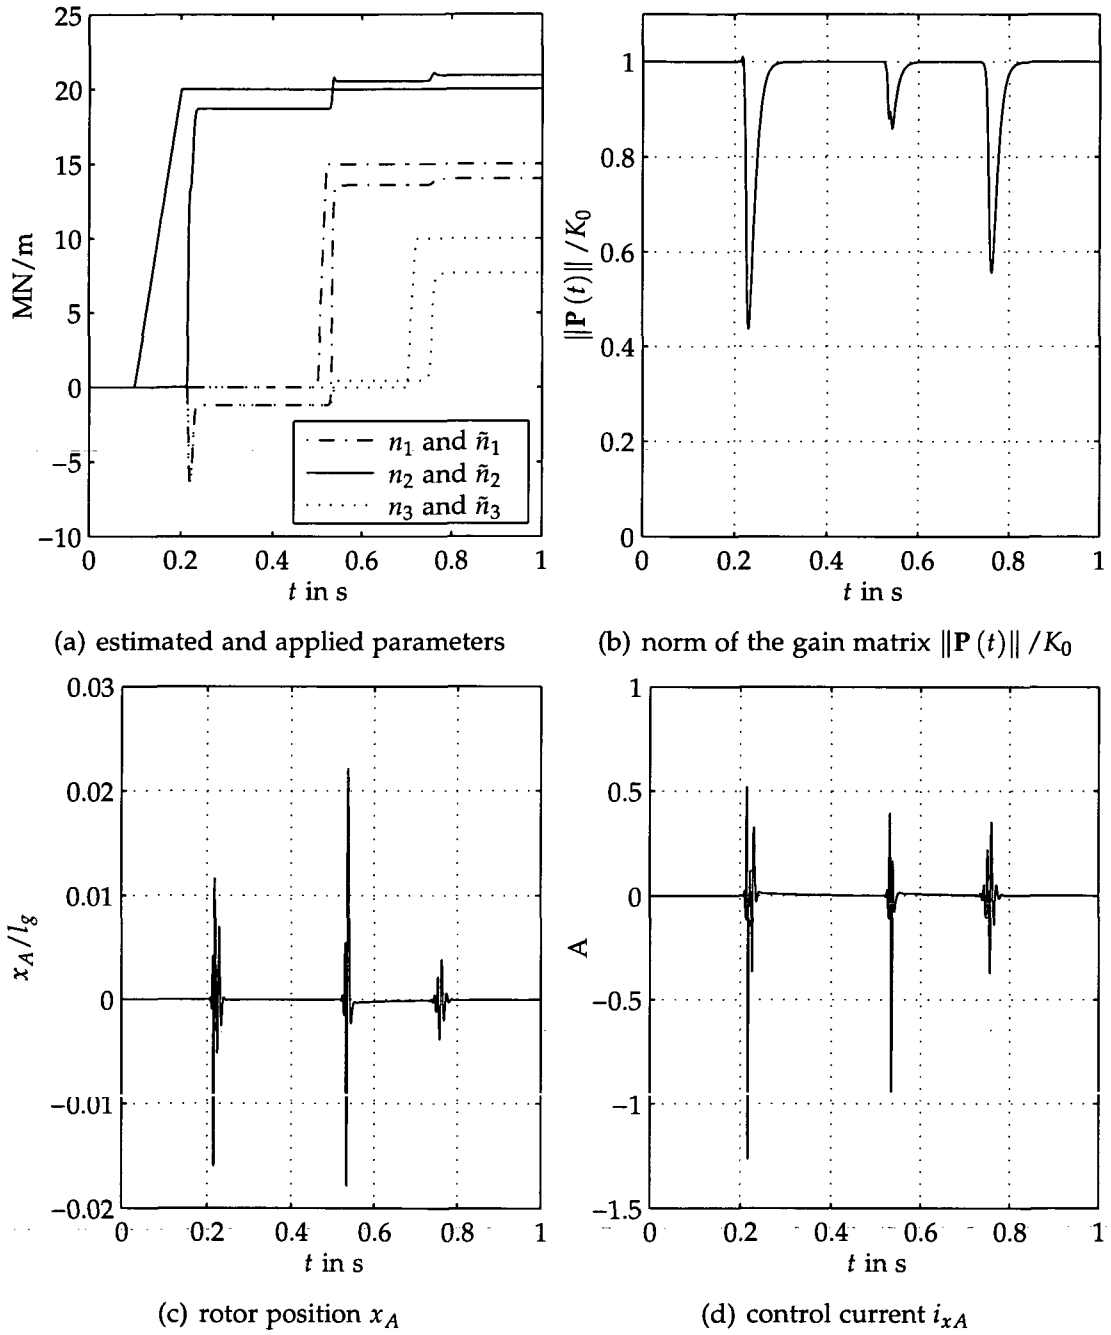 25
20
15
10
5
0
−5
−10
MN/m
n₁ and ñ₁
n₂ and ñ₂
n₃ and ñ₃
0 0.2 0.4 0.6 0.8 1
t in s
(a) estimated and applied parameters
1
0.8
0.6
0.4
0.2
0
‖P (t)‖ /K₀
0 0.2 0.4 0.6 0.8 1
t in s
(b) norm of the gain matrix ‖P (t)‖ /K₀
0.03
0.02
0.01
0
−0.01
−0.02
x_A/l_g
0 0.2 0.4 0.6 0.8 1
t in s
(c) rotor position x_A
1
0.5
0
−0.5
−1
−1.5
A
0 0.2 0.4 0.6 0.8 1
t in s
(d) control current i_xA